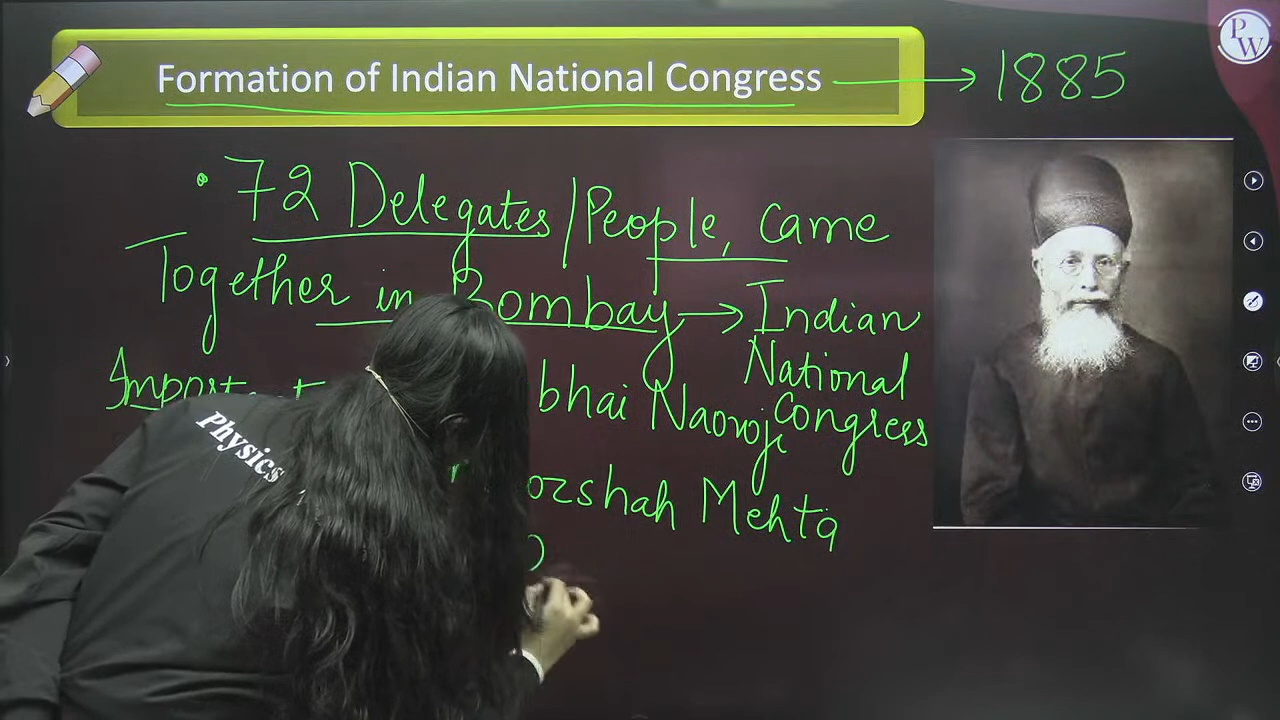 Formation of Indian National Congress → 1885
PW
• 72 Delegates/People, came
Together in Bombay → Indian
National
Congress
bhai Naoroji
ozshah Mehta
Physics